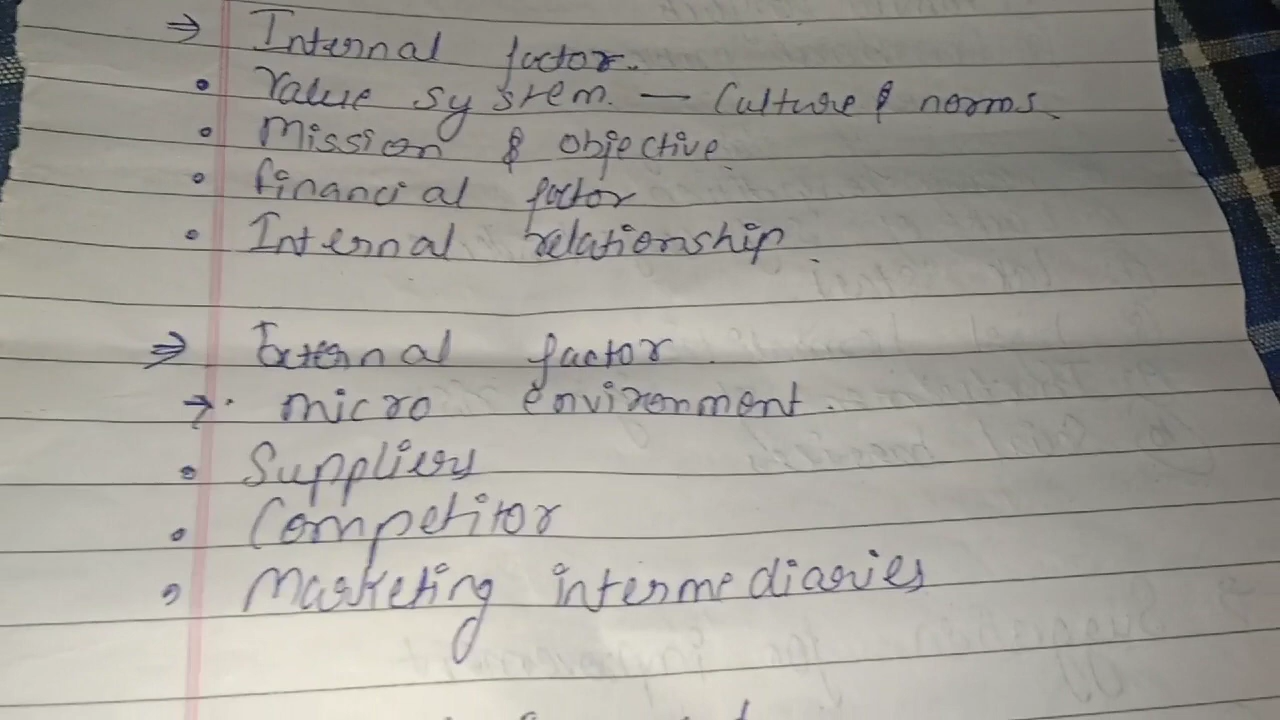 ⇒ Internal factor.
• Value system. — Culture & norms.
• Mission & objective
• financial factor
• Internal relationship
⇒ External factor
→ • micro environment.
• Suppliers
• Competitor
• Marketing intermediaries